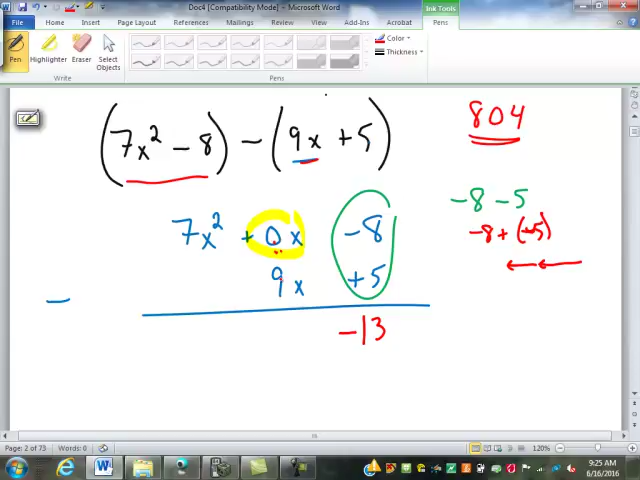 Doc4 [Compatibility Mode] - Microsoft Word
Ink Tools
File Home Insert Page Layout References Mailings Review View Acrobat Pens
Pen Highlighter Eraser Select Objects
Color
Thickness
Write Pens
(7x² - 8) - (9x + 5)
804
7x² + 0x - 8
- 9x + 5
-13
-8 - 5
-8 + (-5)
Page: 2 of 73 Words: 0 120%
9:25 AM
6/16/2016